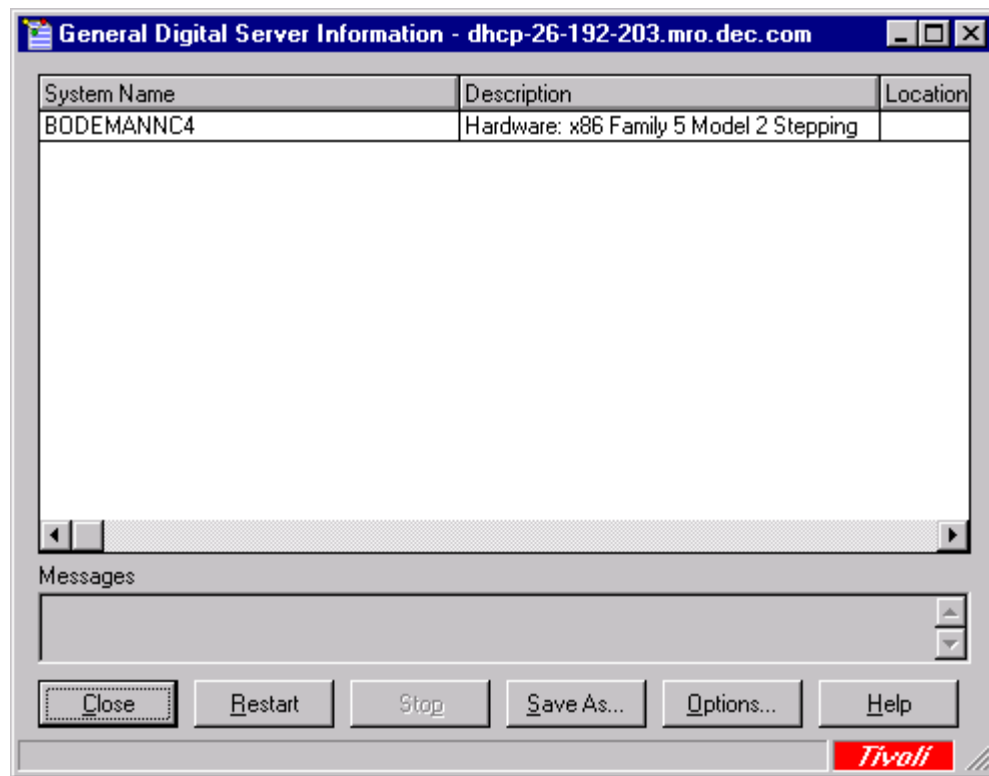 General Digital Server Information - dhcp-26-192-203.mro.dec.com
System Name Description Location
BODEMANNC4 Hardware: x86 Family 5 Model 2 Stepping
Messages
Close Restart Stop Save As... Options... Help
Tivoli